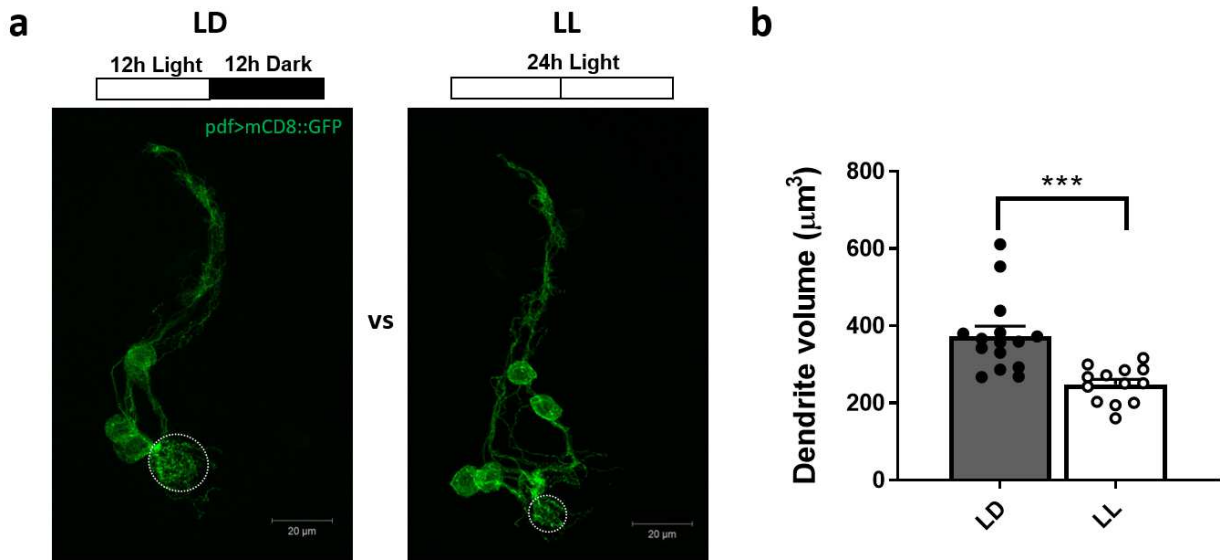 a
LD
12h Light 12h Dark
pdf>mCD8::GFP
20 µm
vs
LL
24h Light
20 µm
b
Dendrite volume (µm³)
800
600
400
200
0
***
LD
LL